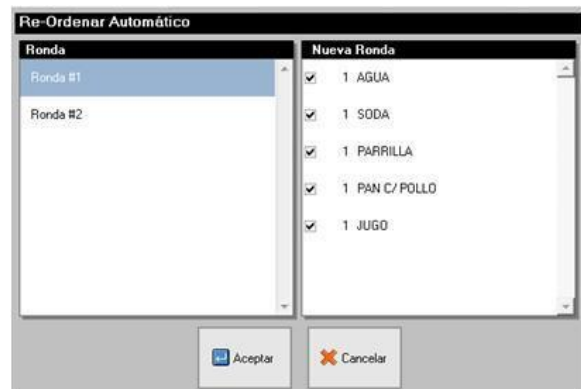 Re-Ordenar Automático
Ronda
Ronda #1
Ronda #2
Nueva Ronda
1 AGUA
1 SODA
1 PARRILLA
1 PAN C/ POLLO
1 JUGO
Aceptar
Cancelar